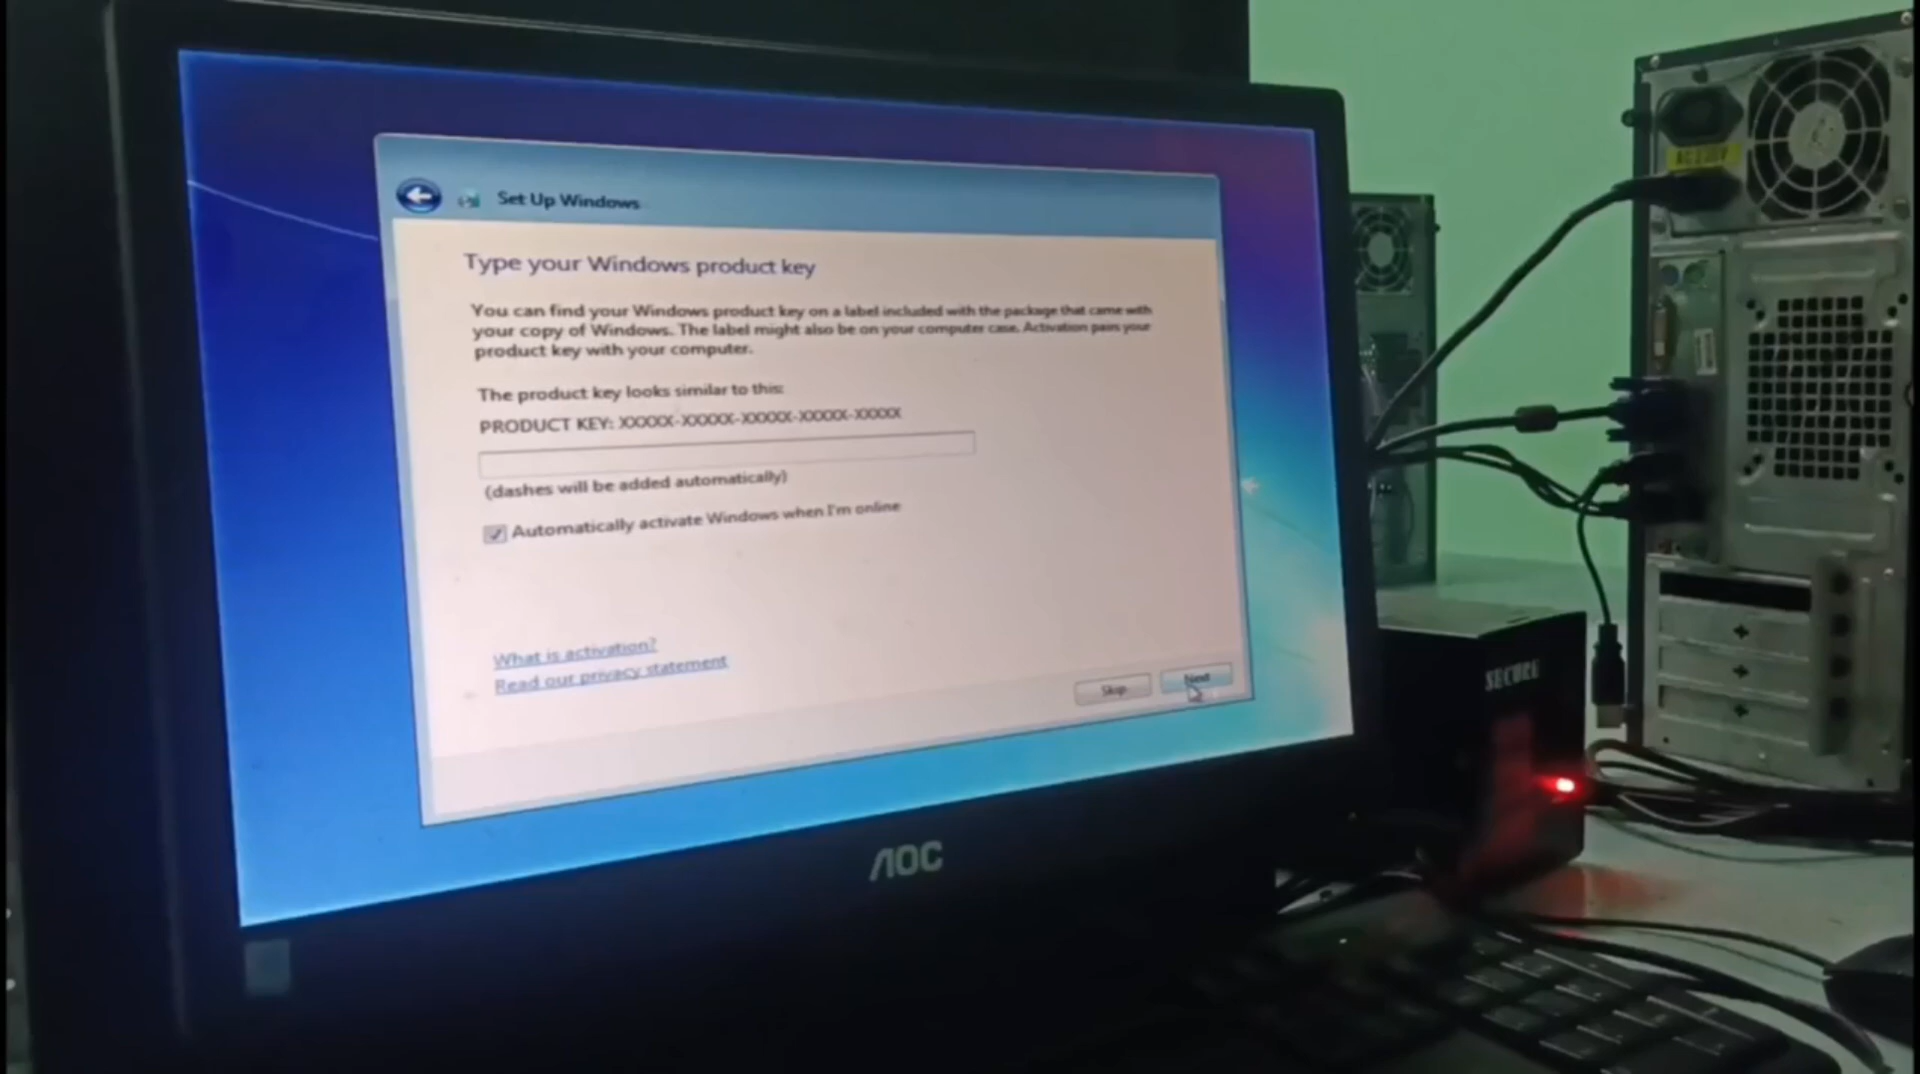 Set Up Windows
Type your Windows product key
You can find your Windows product key on a label included with the package that came with
your copy of Windows. The label might also be on your computer case. Activation pairs your
product key with your computer.
The product key looks similar to this:
PRODUCT KEY: XXXXX-XXXXX-XXXXX-XXXXX-XXXXX
(dashes will be added automatically)
Automatically activate Windows when I'm online
What is activation?
Read our privacy statement
Skip
Next
AOC
AC230V
SECURE